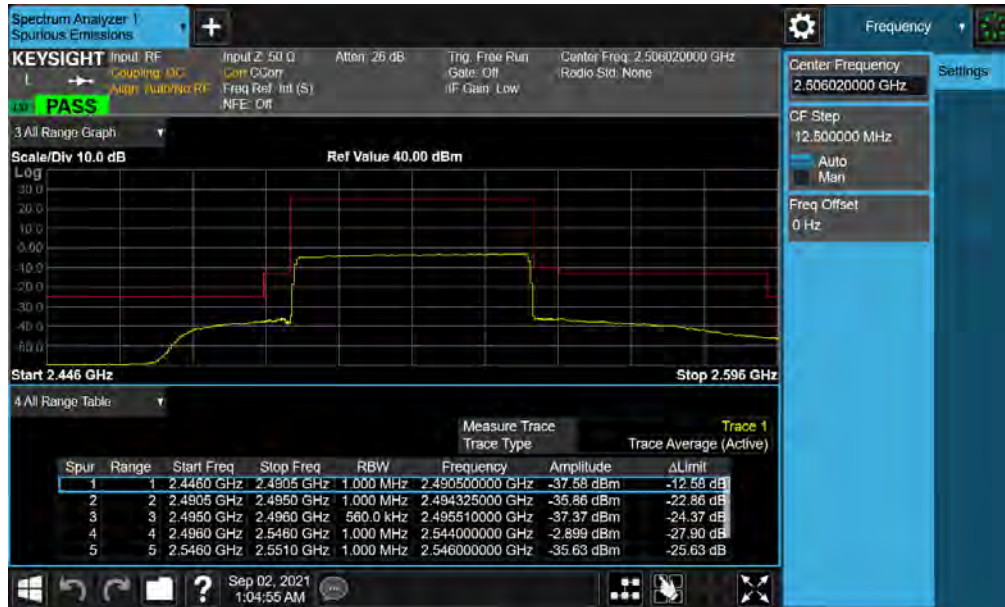 Spectrum Analyzer 1
Spurious Emissions
+
Frequency
KEYSIGHT
L
PASS
Input: RF
Coupling: DC
Align: Auto/No RF
Input Z: 50 Ω
Corr CCorr
Freq Ref: Int (S)
NFE: Off
Atten: 26 dB
Trig: Free Run
Gate: Off
IF Gain: Low
Center Freq: 2.506020000 GHz
Radio Std: None
Center Frequency
2.506020000 GHz
Settings
CF Step
12.500000 MHz
Auto
Man
Freq Offset
0 Hz
3 All Range Graph
Scale/Div 10.0 dB
Ref Value 40.00 dBm
Log
30.0
20.0
10.0
0.00
-10.0
-20.0
-30.0
-40.0
-50.0
Start 2.446 GHz
Stop 2.596 GHz
4 All Range Table
Measure Trace Trace 1
Trace Type Trace Average (Active)
Spur Range Start Freq Stop Freq RBW Frequency Amplitude ΔLimit
1 1 2.4460 GHz 2.4905 GHz 1.000 MHz 2.490500000 GHz -37.58 dBm -12.58 dB
2 2 2.4905 GHz 2.4950 GHz 1.000 MHz 2.494325000 GHz -35.86 dBm -22.86 dB
3 3 2.4950 GHz 2.4960 GHz 560.0 kHz 2.495510000 GHz -37.37 dBm -24.37 dB
4 4 2.4960 GHz 2.5460 GHz 1.000 MHz 2.544000000 GHz -2.899 dBm -27.90 dB
5 5 2.5460 GHz 2.5510 GHz 1.000 MHz 2.546000000 GHz -35.63 dBm -25.63 dB
?
Sep 02, 2021
1:04:55 AM